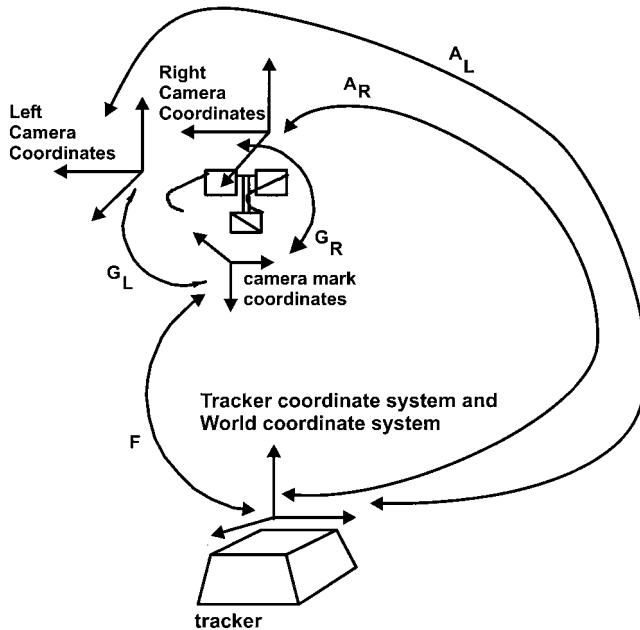 A_L
Right
Camera
Coordinates
A_R
Left
Camera
Coordinates
G_R
G_L
camera mark
coordinates
Tracker coordinate system and
World coordinate system
F
tracker